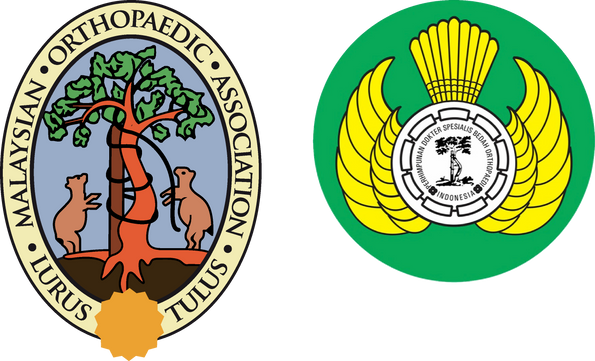 MALAYSIAN • ORTHOPAEDIC • ASSOCIATION
LURUS TULUS
PERHIMPUNAN DOKTER SPESIALIS BEDAH ORTHOPAEDI
INDONESIA